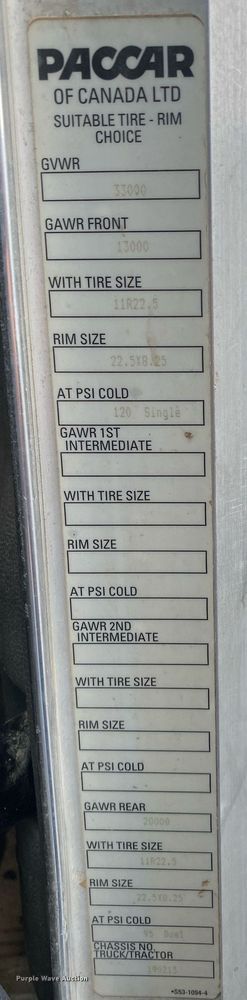 PACCAR
OF CANADA LTD
SUITABLE TIRE - RIM
CHOICE
GVWR
33000
GAWR FRONT
13000
WITH TIRE SIZE
11R22.5
RIM SIZE
22.5X8.25
AT PSI COLD
120 Single
GAWR 1ST
INTERMEDIATE
WITH TIRE SIZE
RIM SIZE
AT PSI COLD
GAWR 2ND
INTERMEDIATE
WITH TIRE SIZE
RIM SIZE
AT PSI COLD
GAWR REAR
20000
WITH TIRE SIZE
11R22.5
RIM SIZE
22.5X8.25
AT PSI COLD
95 Dual
CHASSIS NO.
TRUCK/TRACTOR
•S53-1094-4
Purple Wave Auction